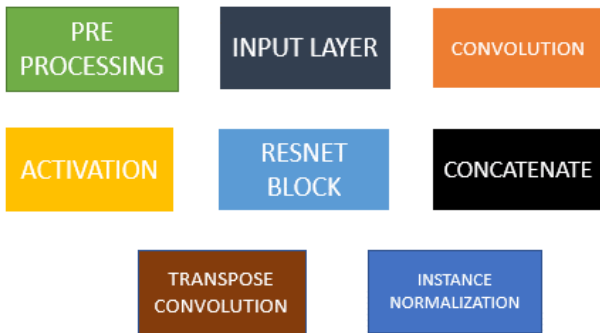 PRE
PROCESSING
INPUT LAYER
CONVOLUTION
ACTIVATION
RESNET
BLOCK
CONCATENATE
TRANSPOSE
CONVOLUTION
INSTANCE
NORMALIZATION